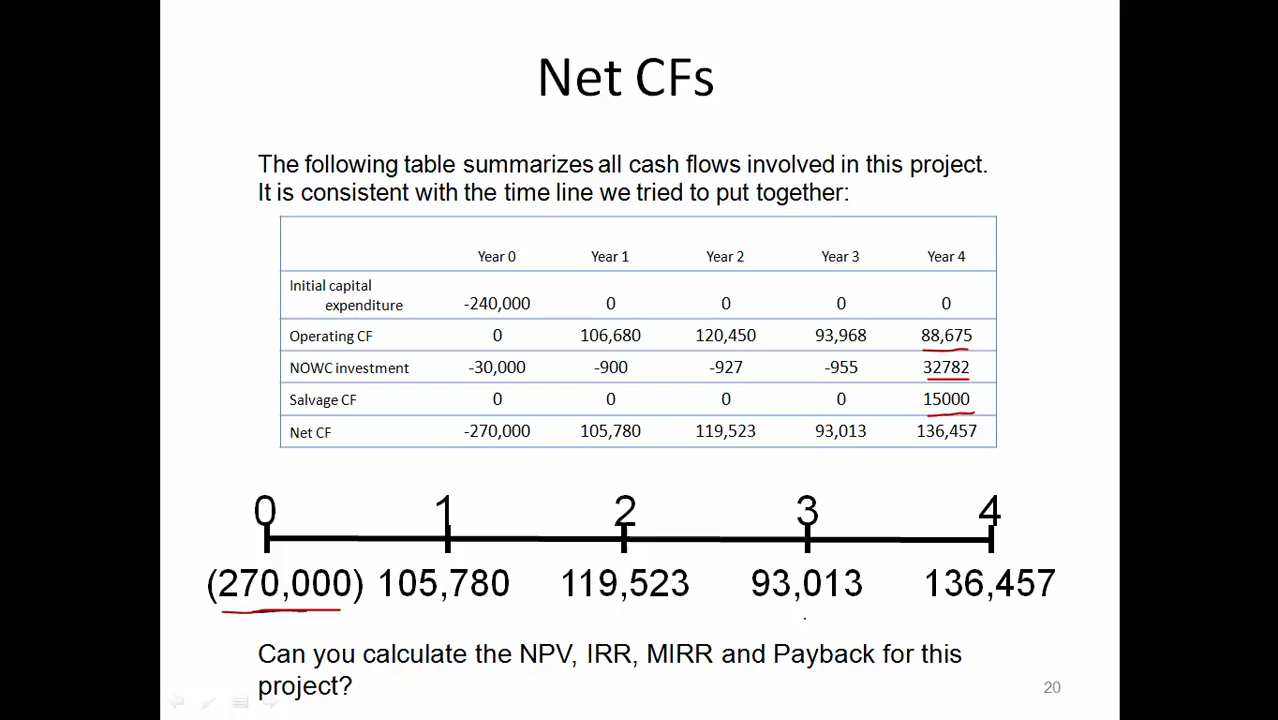 Net CFs
The following table summarizes all cash flows involved in this project.
It is consistent with the time line we tried to put together:
Year 0 Year 1 Year 2 Year 3 Year 4
Initial capital
expenditure -240,000 0 0 0 0
Operating CF 0 106,680 120,450 93,968 88,675
NOWC investment -30,000 -900 -927 -955 32782
Salvage CF 0 0 0 0 15000
Net CF -270,000 105,780 119,523 93,013 136,457
0 1 2 3 4
(270,000) 105,780 119,523 93,013 136,457
Can you calculate the NPV, IRR, MIRR and Payback for this
project?
20